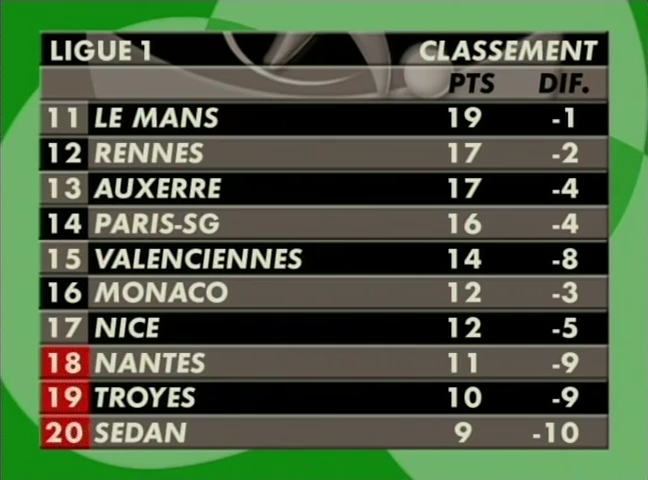 LIGUE 1 CLASSEMENT
PTS DIF.
11 LE MANS 19 -1
12 RENNES 17 -2
13 AUXERRE 17 -4
14 PARIS-SG 16 -4
15 VALENCIENNES 14 -8
16 MONACO 12 -3
17 NICE 12 -5
18 NANTES 11 -9
19 TROYES 10 -9
20 SEDAN 9 -10